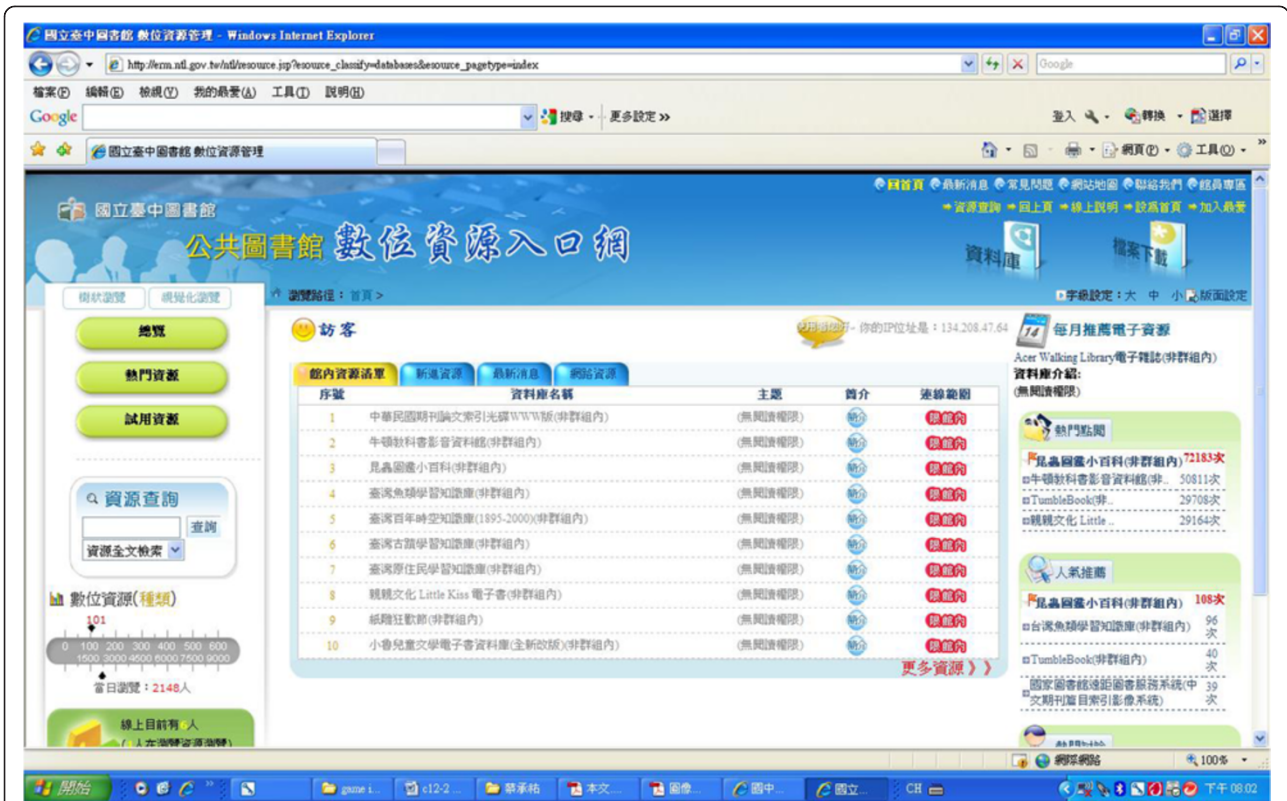 國立臺中圖書館 數位資源管理 - Windows Internet Explorer
http://erm.ntl.gov.tw/ntl/resource.jsp?esource_classify=databases&esource_pagetype=index
Google
檔案(F) 編輯(E) 檢視(V) 我的最愛(A) 工具(T) 說明(H)
Google 搜尋 更多設定 >> 登入 轉換 選擇
國立臺中圖書館 數位資源管理 網頁(P) 工具(O)
回首頁 最新消息 常見問題 網站地圖 聯絡我們 館員專區
資源查詢 回上頁 線上說明 設為首頁 加入最愛
國立臺中圖書館
公共圖書館 數位資源入口網
資料庫 檔案下載
樹狀瀏覽 視覺化瀏覽
瀏覽路徑：首頁 >
字級設定：大 中 小 版面設定
總覽
熱門資源
試用資源
資源查詢
查詢
資源全文檢索
數位資源(種類)
101
0 100 200 300 400 500 600
1500 3000 4500 6000 7500 9000
當日瀏覽：2148人
線上目前有 人
訪客
你的IP位址是：134.208.47.64
館內資源清單 新進資源 最新消息 網路資源
序號 資料庫名稱 主題 簡介 連線範圍
1 中華民國期刊論文索引光碟WWW版(非群組內) (無閱讀權限) 簡介 限館內
2 牛頓教科書影音資料館(非群組內) (無閱讀權限) 簡介 限館內
3 昆蟲圖鑑小百科(非群組內) (無閱讀權限) 簡介 限館內
4 臺灣魚類學習知識庫(非群組內) (無閱讀權限) 簡介 限館內
5 臺灣百年時空知識庫(1895-2000)(非群組內) (無閱讀權限) 簡介 限館內
6 臺灣古蹟學習知識庫(非群組內) (無閱讀權限) 簡介 限館內
7 臺灣原住民學習知識庫(非群組內) (無閱讀權限) 簡介 限館內
8 親親文化 Little Kiss 電子書(非群組內) (無閱讀權限) 簡介 限館內
9 紙雕狂歡節(非群組內) (無閱讀權限) 簡介 限館內
10 小魯兒童文學電子書資料庫(全新改版)(非群組內) (無閱讀權限) 簡介 限館內
更多資源 》》
14 每月推薦電子資源
Acer Walking Library電子雜誌(非群組內)
資料庫介紹:
(無閱讀權限)
熱門點閱
昆蟲圖鑑小百科(非群組內) 72183次
牛頓教科書影音資料館(非.. 50811次
TumbleBook(非.. 29708次
親親文化 Little .. 29164次
人氣推薦
昆蟲圖鑑小百科(非群組內) 108次
台灣魚類學習知識庫(非群組內) 96次
TumbleBook(非群組內) 40次
國家圖書館遠距圖書服務系統(中文期刊篇目索引影像系統) 39次
網際網路 100%
開始 game i... c12-2 ... 蔡承祐 本文... 圖像... 國中... 國立... CH 下午 08:02